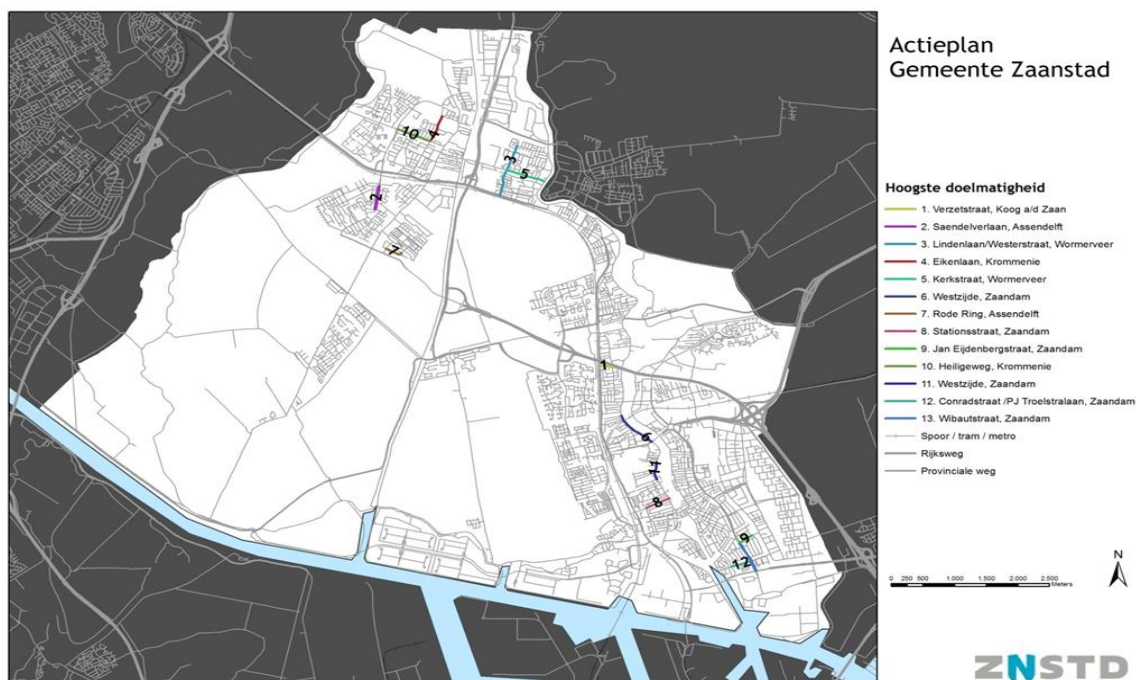 Actieplan
Gemeente Zaanstad
Hoogste doelmatigheid
1. Verzetstraat, Koog a/d Zaan
2. Saendelverlaan, Assendelft
3. Lindenlaan/Westerstraat, Wormerveer
4. Eikenlaan, Krommenie
5. Kerkstraat, Wormerveer
6. Westzijde, Zaandam
7. Rode Ring, Assendelft
8. Stationsstraat, Zaandam
9. Jan Eijdenbergstraat, Zaandam
10. Heiligeweg, Krommenie
11. Westzijde, Zaandam
12. Conradstraat /PJ Troelstralaan, Zaandam
13. Wibautstraat, Zaandam
Spoor / tram / metro
Rijksweg
Provinciale weg
10
4
3
5
2
7
1
6
11
8
9
12
N
0 250 500 1.000 1.500 2.000 2.500
Meters
ZNSTD